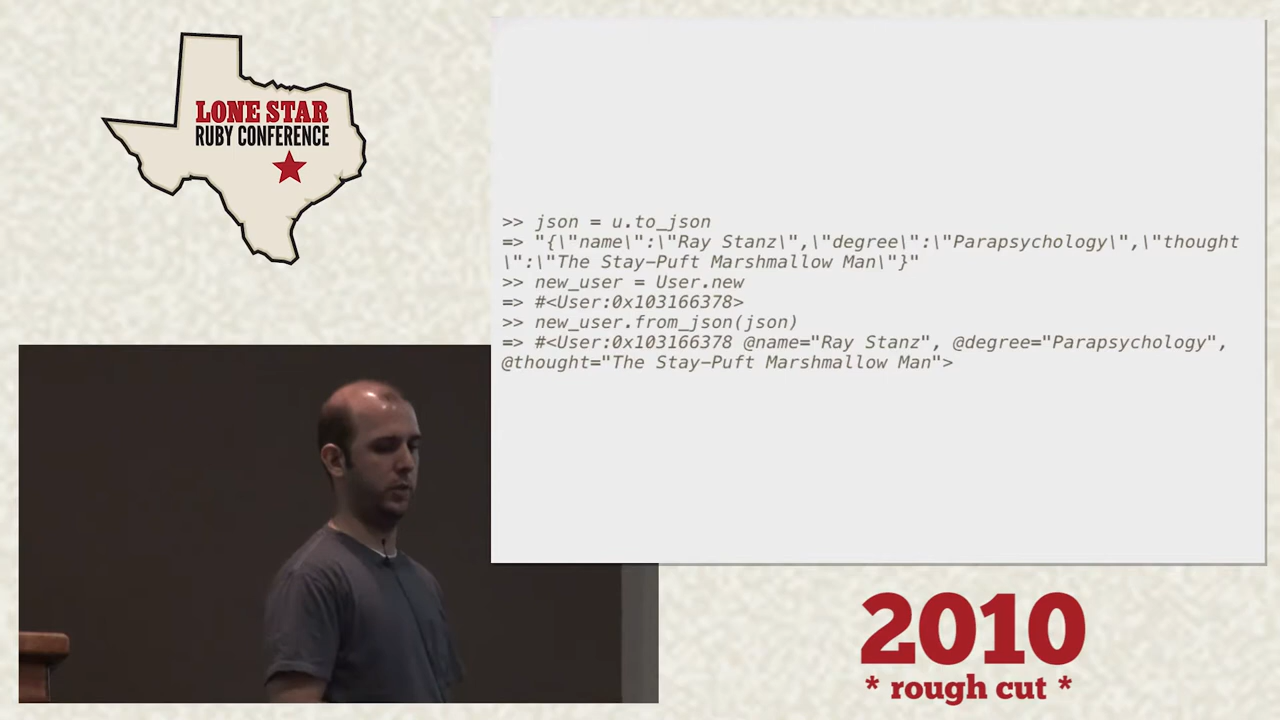 LONE STAR
RUBY CONFERENCE
>> json = u.to_json
=> "{\"name\":\"Ray Stanz\",\"degree\":\"Parapsychology\",\"thought
\":\"The Stay-Puft Marshmallow Man\"}"
>> new_user = User.new
=> #<User:0x103166378>
>> new_user.from_json(json)
=> #<User:0x103166378 @name="Ray Stanz", @degree="Parapsychology",
@thought="The Stay-Puft Marshmallow Man">
2010
* rough cut *